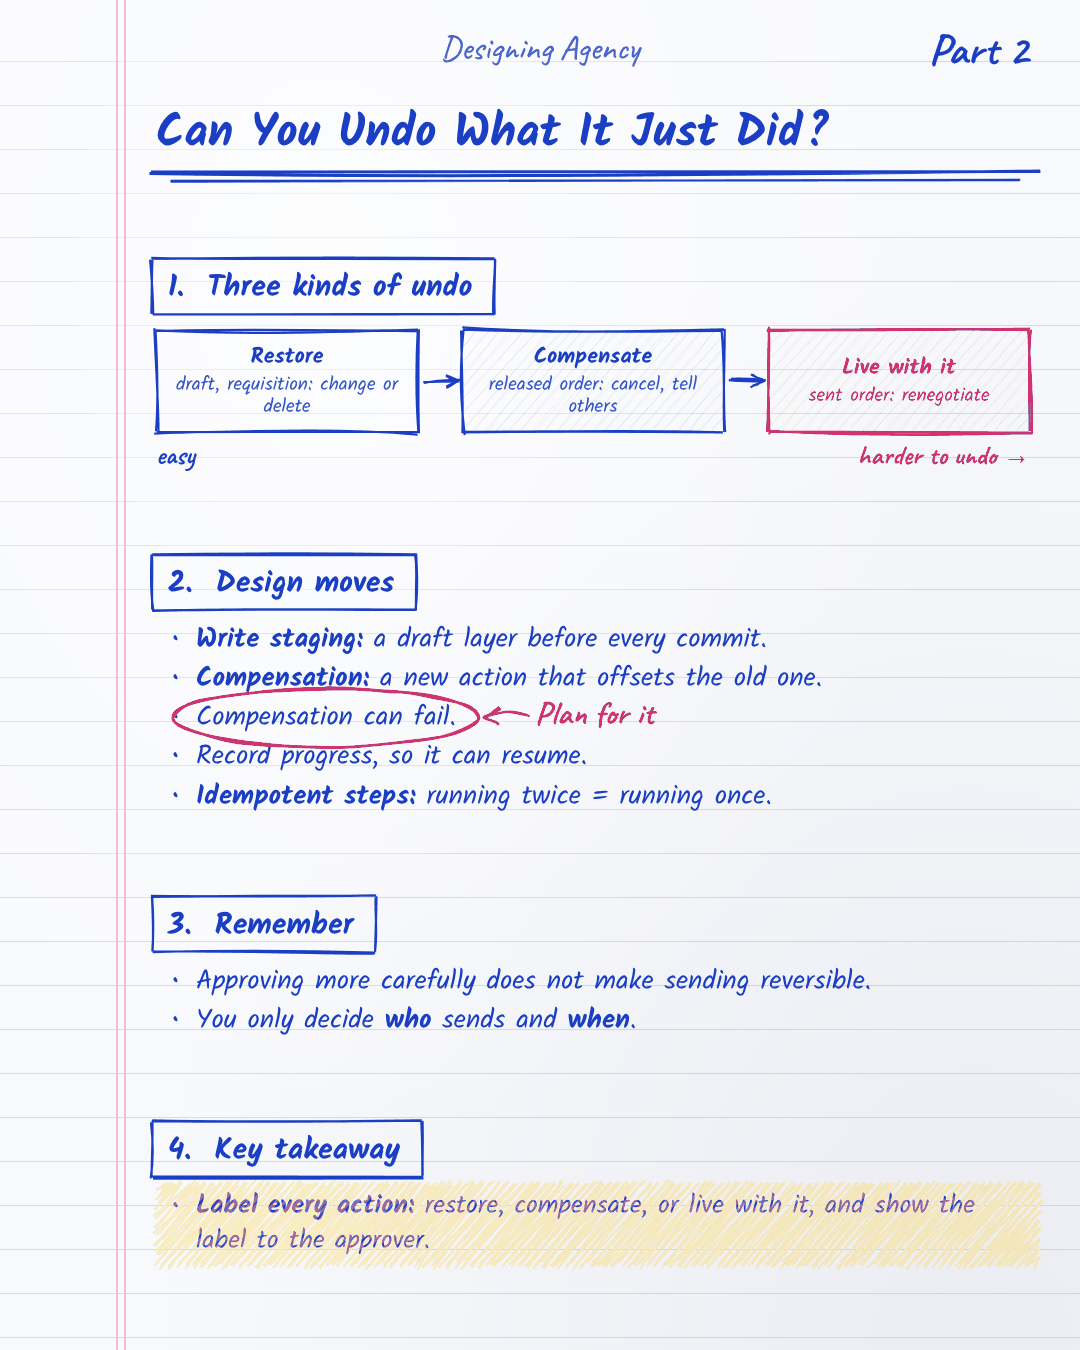 Designing Agency
Part 2
Can You Undo What It Just Did?
1. Three kinds of undo
Restore
draft, requisition: change or
delete
Compensate
released order: cancel, tell
others
Live with it
sent order: renegotiate
easy
harder to undo →
2. Design moves
· Write staging: a draft layer before every commit.
· Compensation: a new action that offsets the old one.
· Compensation can fail.
Plan for it
· Record progress, so it can resume.
· Idempotent steps: running twice = running once.
3. Remember
· Approving more carefully does not make sending reversible.
· You only decide who sends and when.
4. Key takeaway
· Label every action: restore, compensate, or live with it, and show the
label to the approver.